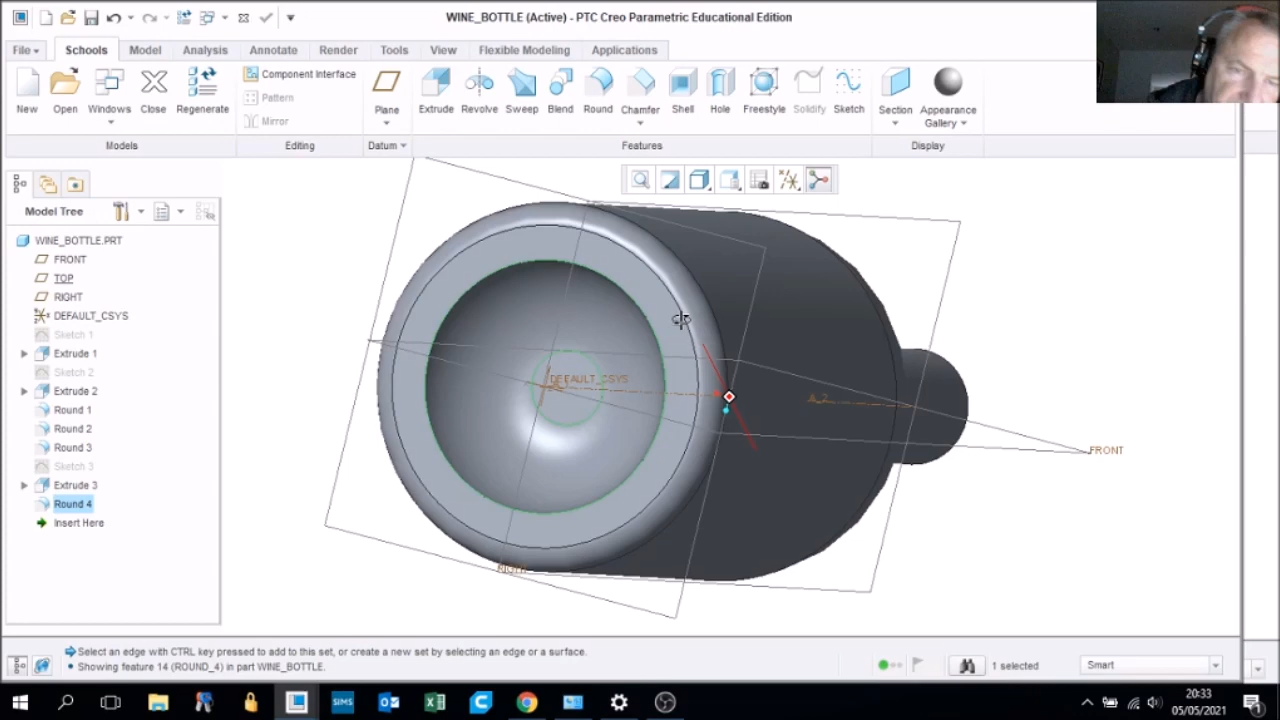 WINE_BOTTLE (Active) - PTC Creo Parametric Educational Edition
File Schools Model Analysis Annotate Render Tools View Flexible Modeling Applications
New Open Windows Close Regenerate
Component Interface
Pattern
Mirror
Plane
Extrude Revolve Sweep Blend Round Chamfer Shell Hole Freestyle Solidify Sketch
Section Appearance Gallery
Models Editing Datum Features Display
Model Tree
WINE_BOTTLE.PRT
FRONT
TOP
RIGHT
DEFAULT_CSYS
Sketch 1
Extrude 1
Sketch 2
Extrude 2
Round 1
Round 2
Round 3
Sketch 3
Extrude 3
Round 4
Insert Here
DEFAULT_CSYS
A_2
FRONT
RIGHT
Select an edge with CTRL key pressed to add to this set, or create a new set by selecting an edge or a surface.
Showing feature 14 (ROUND_4) in part WINE_BOTTLE.
1 selected
Smart
SIMS
20:33
05/05/2021